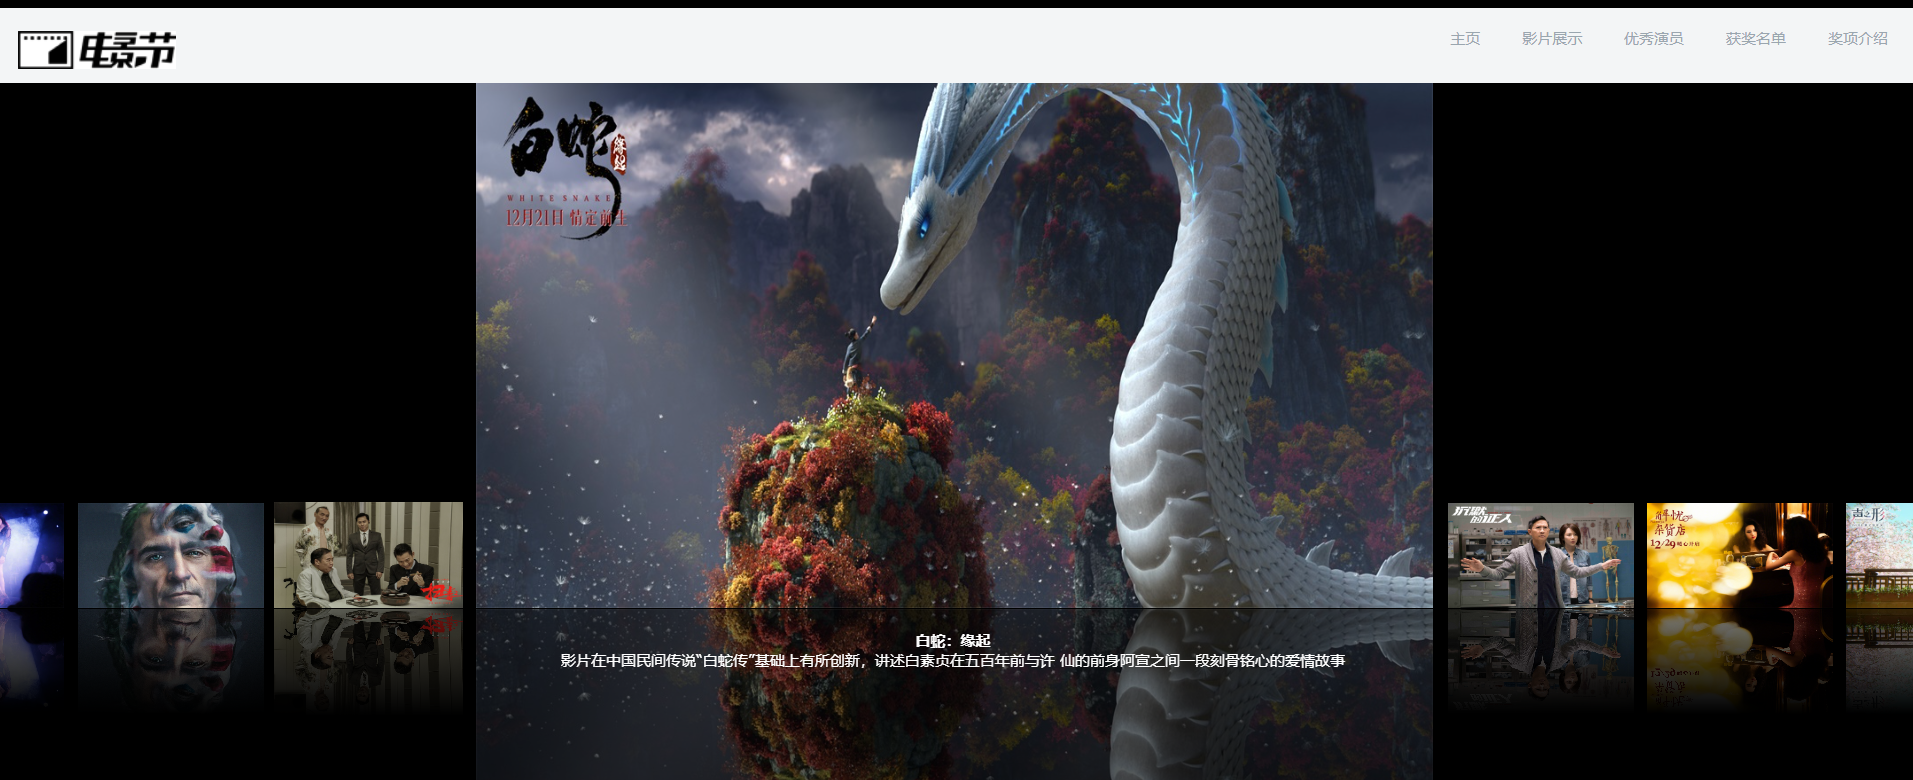 电影节
主页 影片展示 优秀演员 获奖名单 奖项介绍
白蛇
缘起
WHITE SNAKE
12月21日 情定前生
沉默
的证人
解忧
杂货店
12/29
声之形
白蛇：缘起
影片在中国民间传说“白蛇传”基础上有所创新，讲述白素贞在五百年前与许 仙的前身阿宣之间一段刻骨铭心的爱情故事